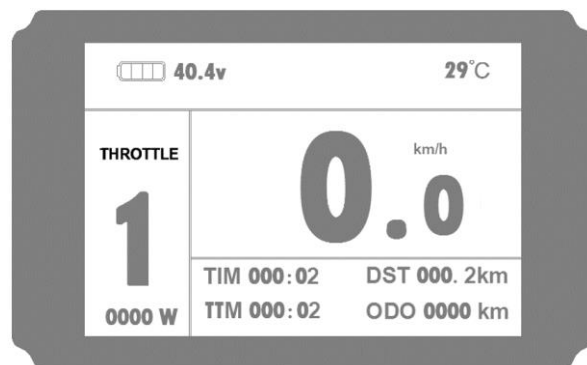 40.4v 29°C
THROTTLE
1
0000 W
km/h
0.0
TIM 000:02 DST 000. 2km
TTM 000:02 ODO 0000 km